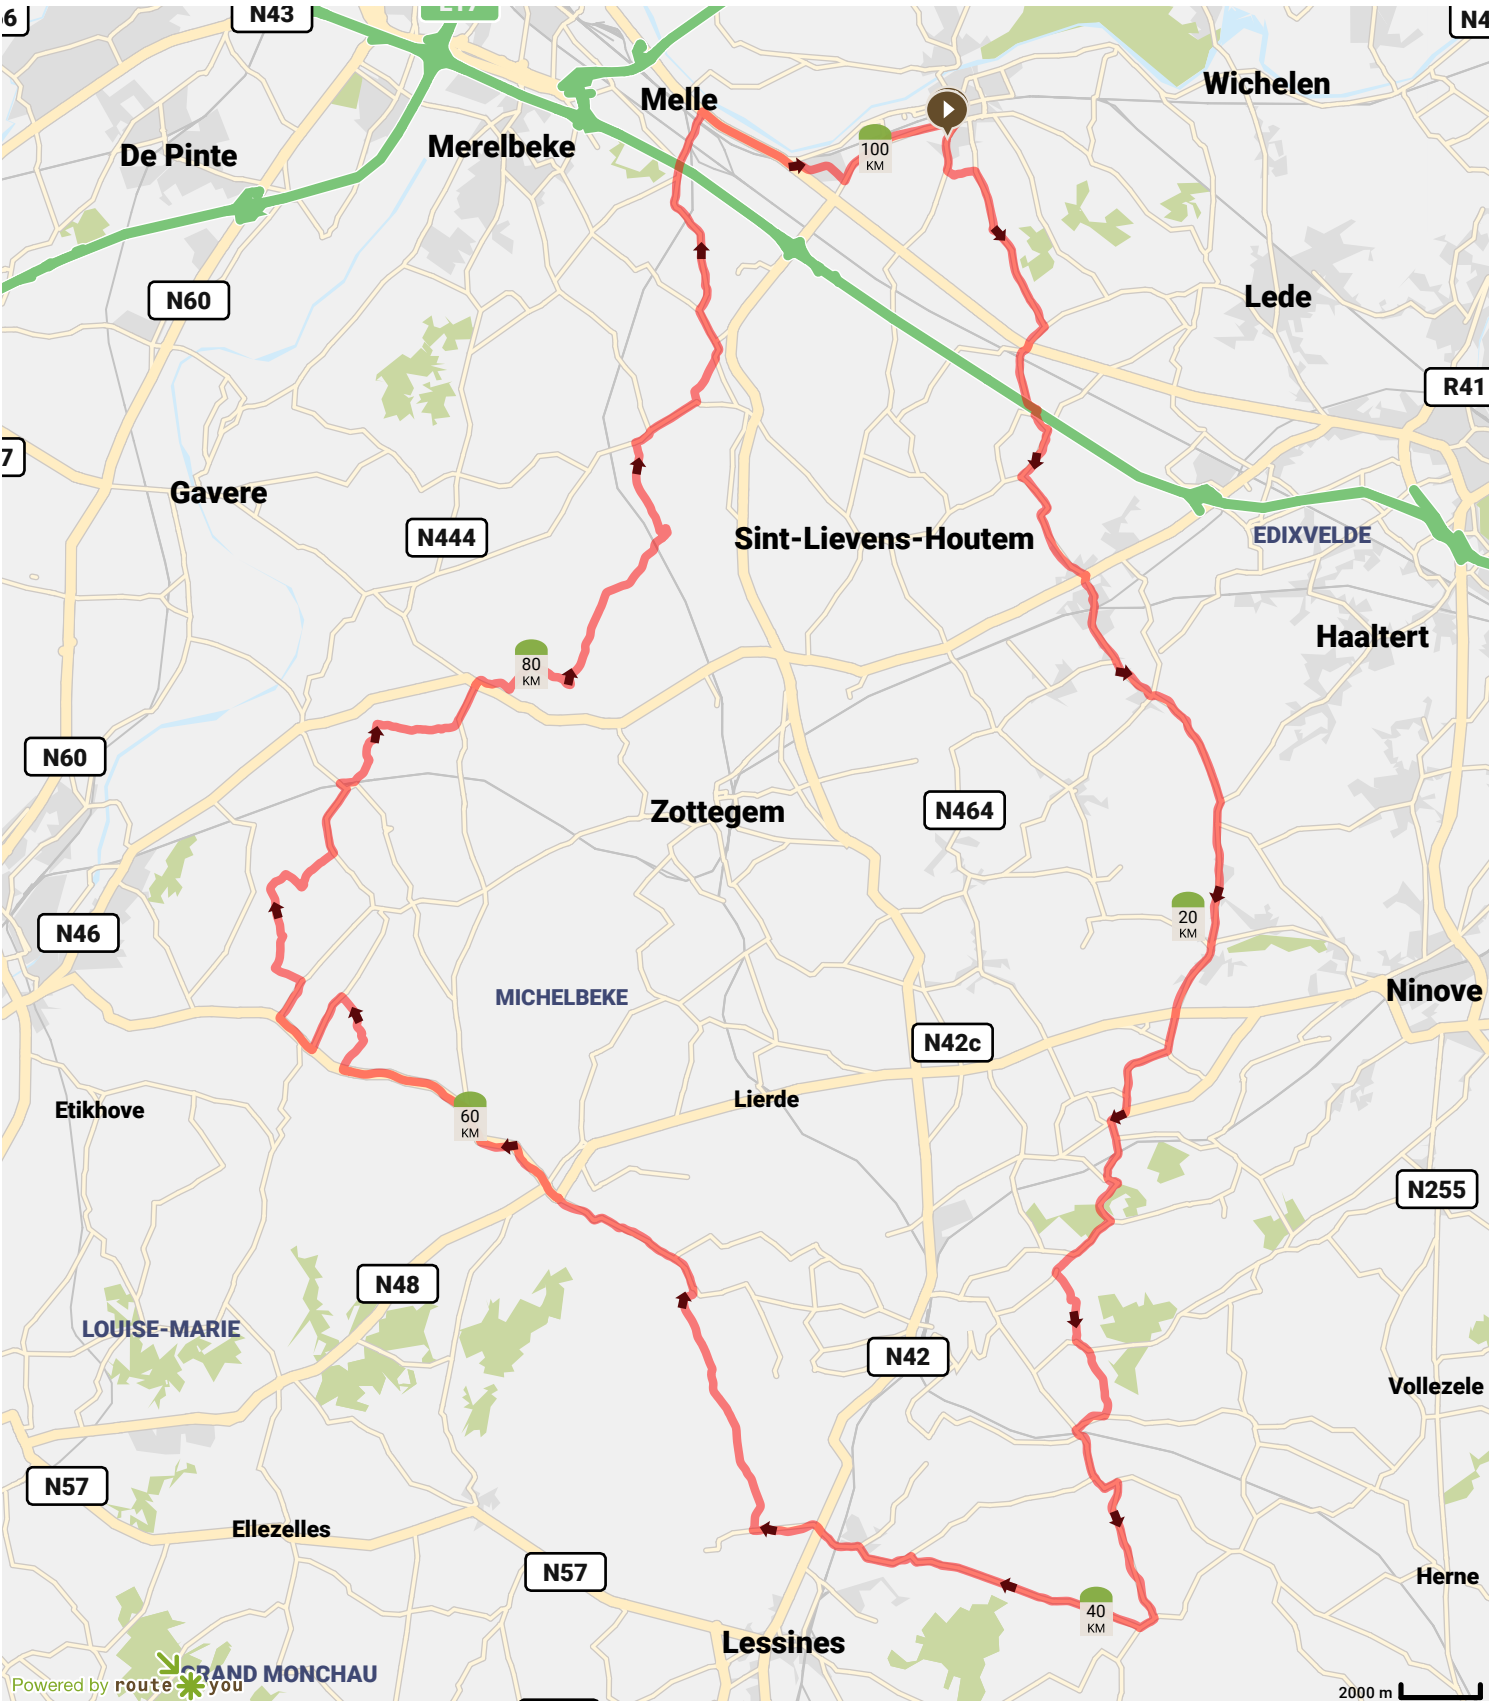 N43
E17
Wichelen
Melle
De Pinte
Merelbeke
100
KM
N60
Lede
R41
7
Gavere
N444
Sint-Lievens-Houtem
EDIXVELDE
Haaltert
80
KM
N60
Zottegem
N464
20
KM
N46
MICHELBEKE
Ninove
N42c
Lierde
Etikhove
60
KM
N255
N48
LOUISE-MARIE
N42
Vollezele
N57
Ellezelles
N57
Herne
40
KM
Lessines
GRAND MONCHAU
Powered by route you
2000 m